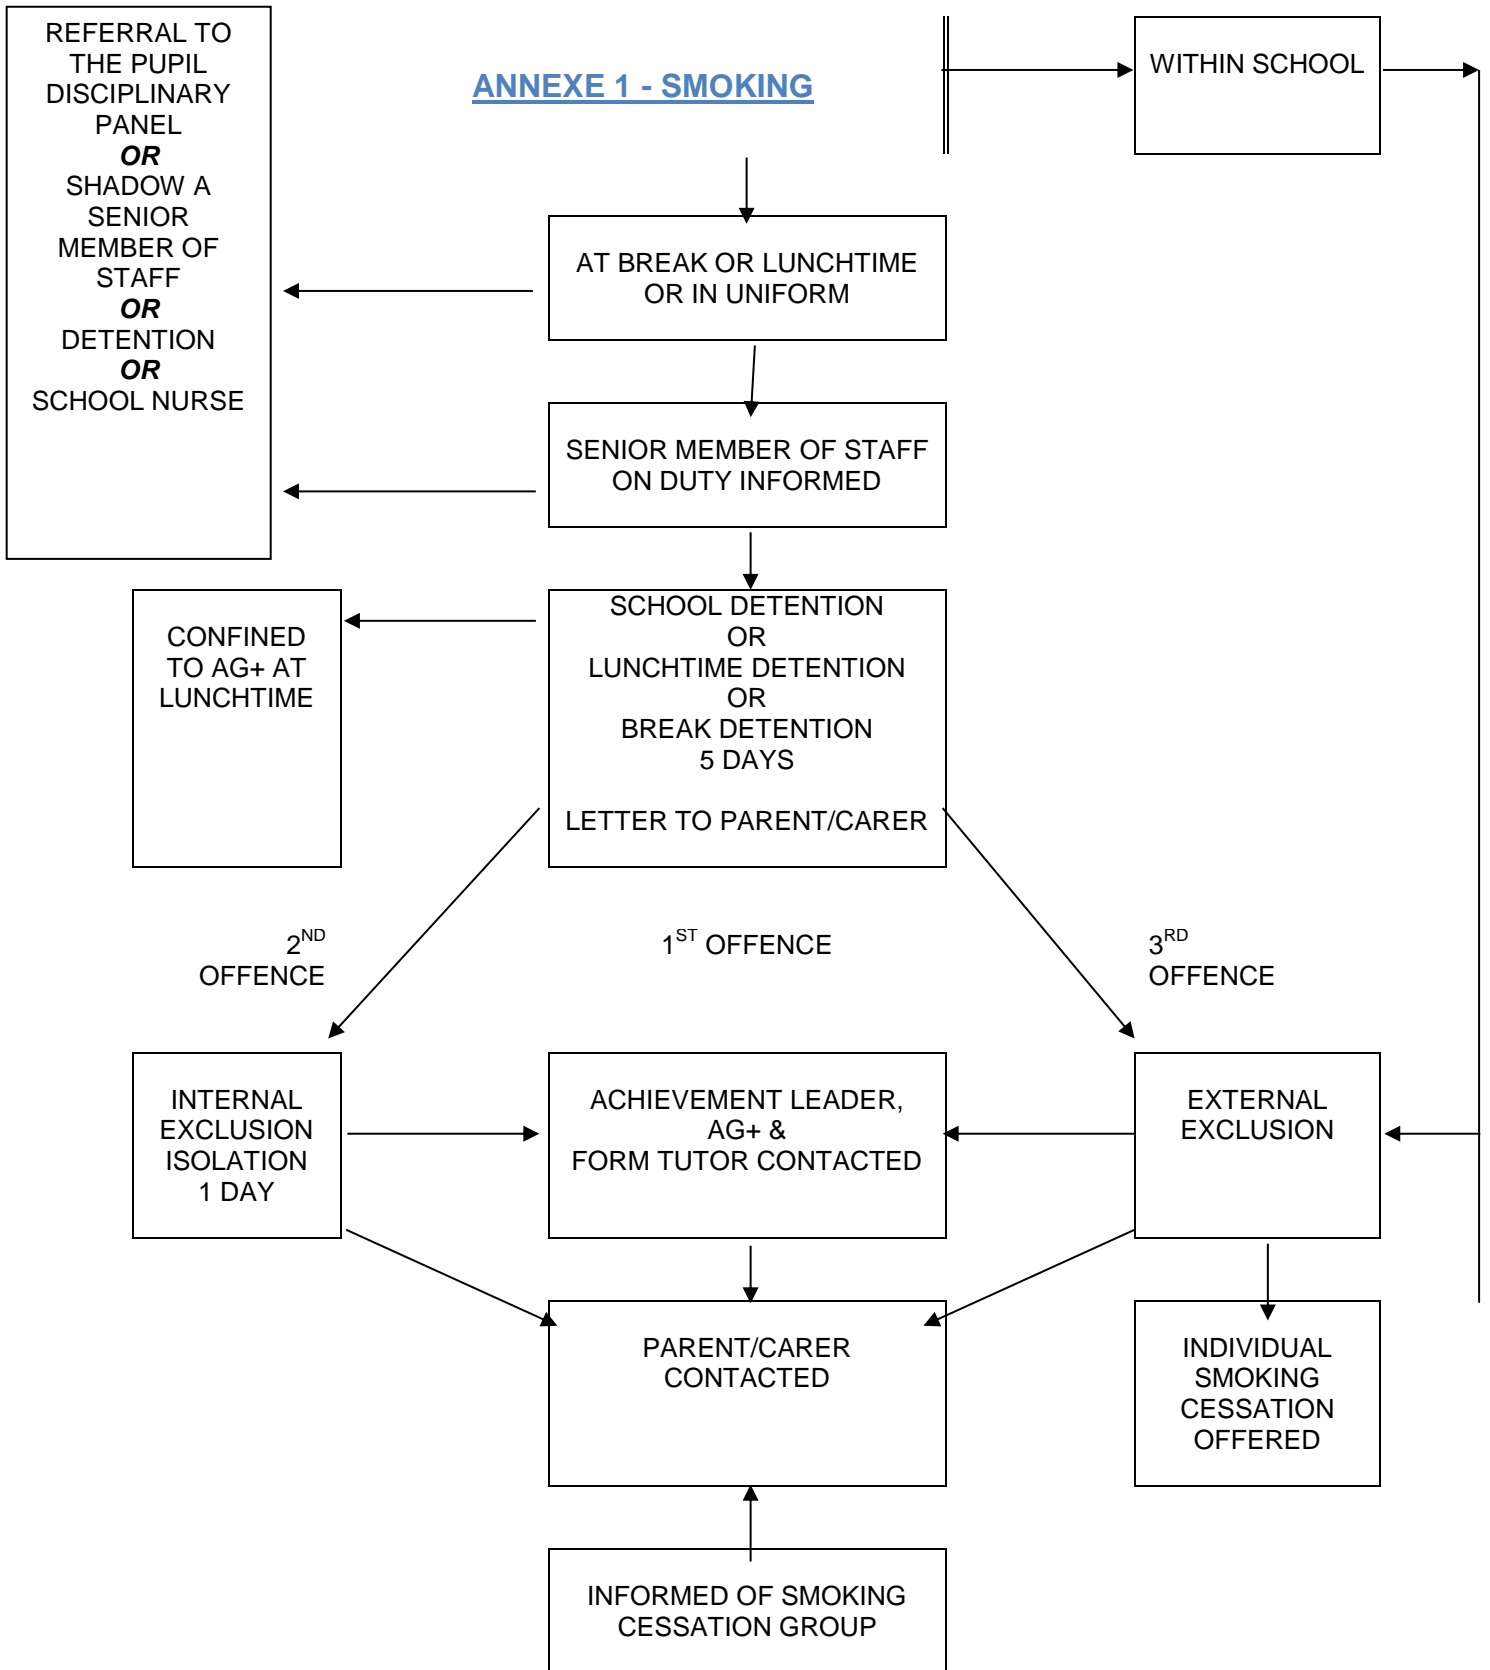 REFERRAL TO
THE PUPIL
DISCIPLINARY
PANEL
OR
SHADOW A
SENIOR
MEMBER OF
STAFF
OR
DETENTION
OR
SCHOOL NURSE
ANNEXE 1 - SMOKING
WITHIN SCHOOL
AT BREAK OR LUNCHTIME
OR IN UNIFORM
SENIOR MEMBER OF STAFF
ON DUTY INFORMED
CONFINED
TO AG+ AT
LUNCHTIME
SCHOOL DETENTION
OR
LUNCHTIME DETENTION
OR
BREAK DETENTION
5 DAYS
LETTER TO PARENT/CARER
2ND
OFFENCE
1ST OFFENCE
3RD
OFFENCE
INTERNAL
EXCLUSION
ISOLATION
1 DAY
ACHIEVEMENT LEADER,
AG+ &
FORM TUTOR CONTACTED
EXTERNAL
EXCLUSION
PARENT/CARER
CONTACTED
INDIVIDUAL
SMOKING
CESSATION
OFFERED
INFORMED OF SMOKING
CESSATION GROUP